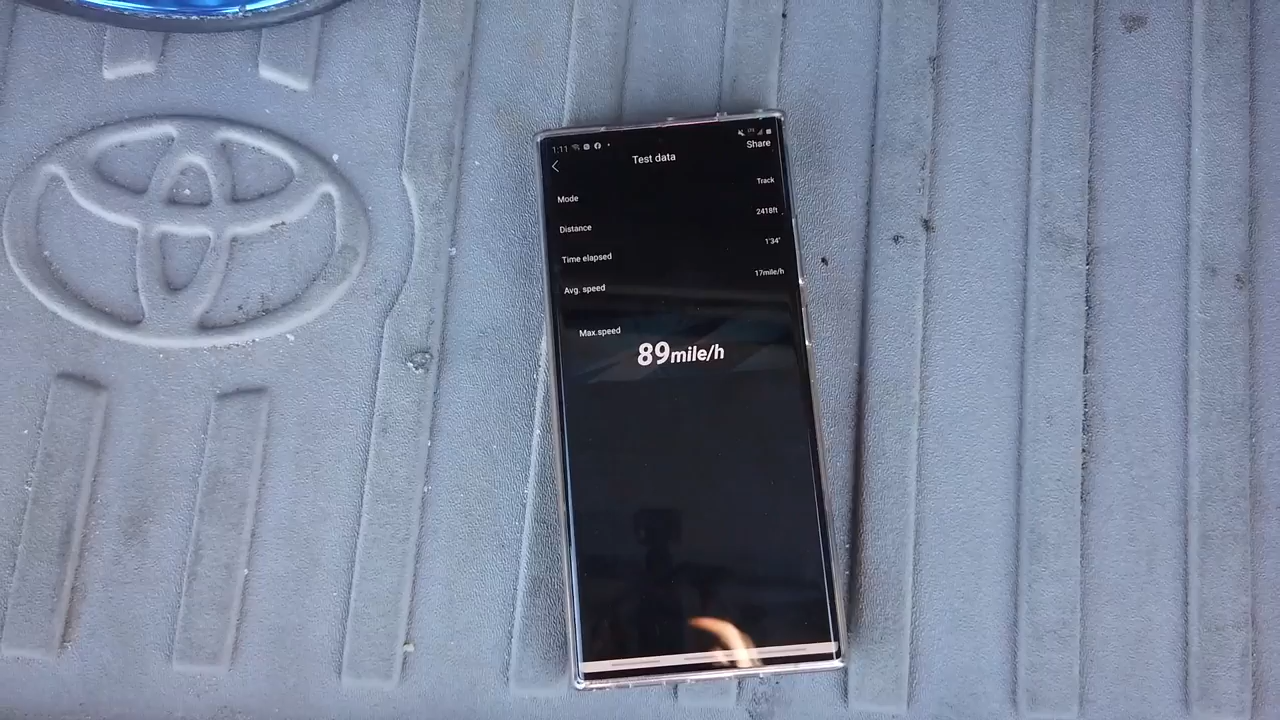 1:11
Share
Test data
Mode
Track
Distance
2418ft
Time elapsed
1'34"
Avg. speed
17mile/h
Max.speed
89mile/h